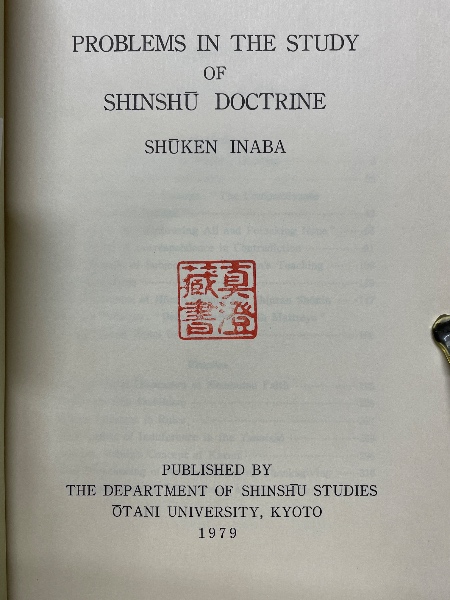 PROBLEMS IN THE STUDY
OF
SHINSHŪ DOCTRINE
SHŪKEN INABA
真澄
藏書
PUBLISHED BY
THE DEPARTMENT OF SHINSHŪ STUDIES
ŌTANI UNIVERSITY, KYOTO
1979